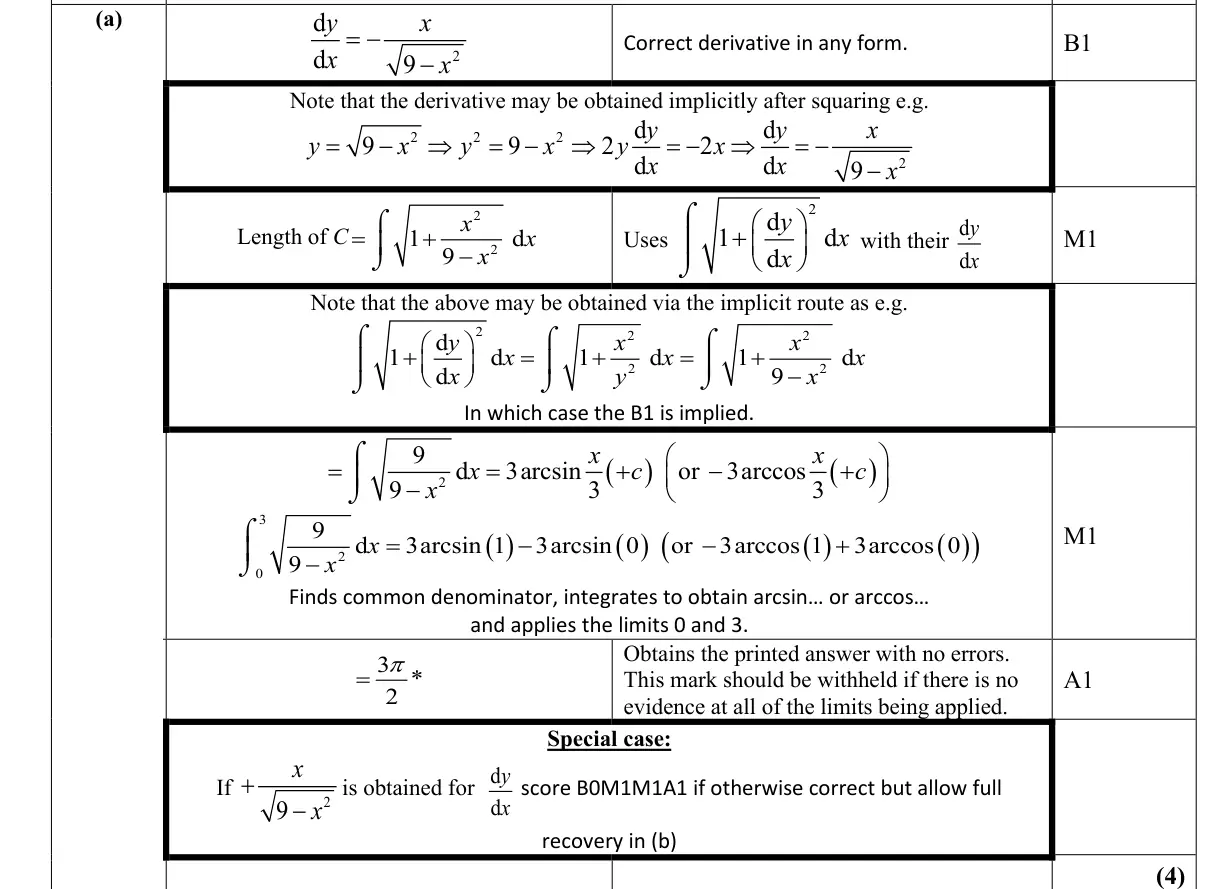 (a)
dy/dx = −x/√(9 − x²)
Correct derivative in any form.
B1
Note that the derivative may be obtained implicitly after squaring e.g.
y = √(9 − x²) ⇒ y² = 9 − x² ⇒ 2y dy/dx = −2x ⇒ dy/dx = −x/√(9 − x²)
Length of C = ∫ √(1 + x²/(9 − x²)) dx
Uses ∫ √(1 + (dy/dx)²) dx with their dy/dx
M1
Note that the above may be obtained via the implicit route as e.g.
∫ √(1 + (dy/dx)²) dx = ∫ √(1 + x²/y²) dx = ∫ √(1 + x²/(9 − x²)) dx
In which case the B1 is implied.
= ∫ √(9/(9 − x²)) dx = 3arcsin x/3 (+c) (or −3arccos x/3 (+c))
∫₀³ √(9/(9 − x²)) dx = 3arcsin(1) − 3arcsin(0) (or −3arccos(1) + 3arccos(0))
Finds common denominator, integrates to obtain arcsin… or arccos…
and applies the limits 0 and 3.
M1
= 3π/2 *
Obtains the printed answer with no errors.
This mark should be withheld if there is no
evidence at all of the limits being applied.
A1
Special case:
If + x/√(9 − x²) is obtained for dy/dx score B0M1M1A1 if otherwise correct but allow full
recovery in (b)
(4)